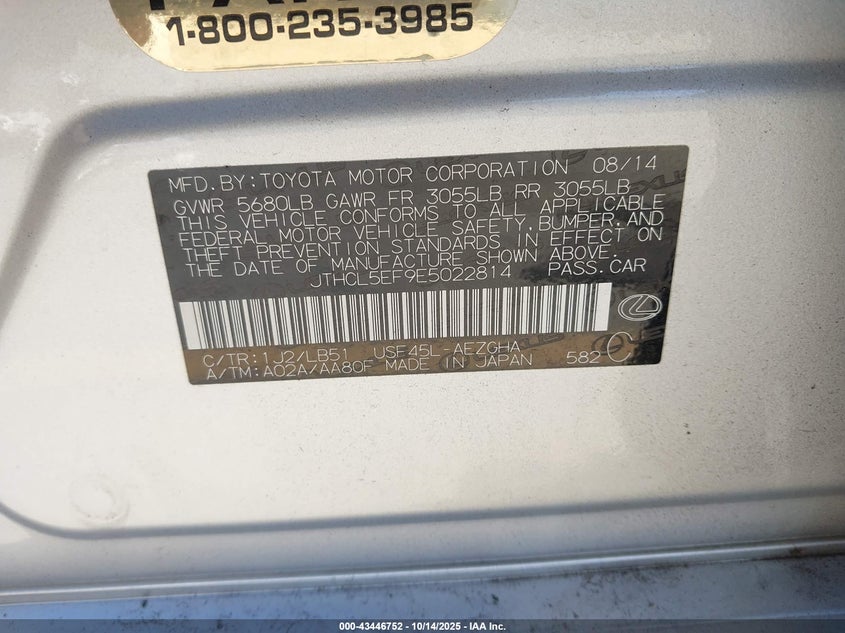 1-800-235-3985
MFD.BY:TOYOTA MOTOR CORPORATION 08/14
GVWR 5680LB GAWR FR 3055LB RR 3055LB
THIS VEHICLE CONFORMS TO ALL APPLICABLE
FEDERAL MOTOR VEHICLE SAFETY,BUMPER,AND
THEFT PREVENTION STANDARDS IN EFFECT ON
THE DATE OF MANUFACTURE SHOWN ABOVE.
JTHCL5EF9E5022814 PASS.CAR
C/TR:1J2/LB51 USF45L-AEZGHA
A/TM:A02A/AA80F MADE IN JAPAN 582
000-43446752 | 10/14/2025 - IAA Inc.